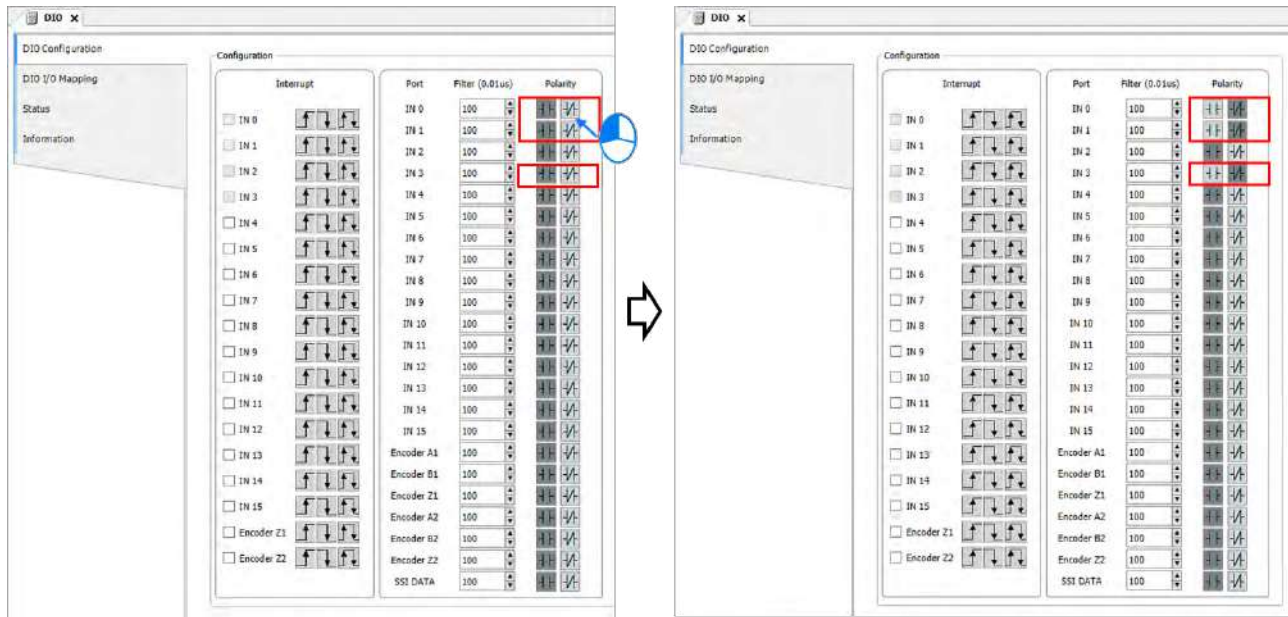 DIO X
DIO Configuration
DIO I/O Mapping
Status
Information
Configuration
Interrupt
IN 0
IN 1
IN 2
IN 3
IN 4
IN 5
IN 6
IN 7
IN 8
IN 9
IN 10
IN 11
IN 12
IN 13
IN 14
IN 15
Encoder Z1
Encoder Z2
Port Filter (0.01us) Polarity
IN 0 100
IN 1 100
IN 2 100
IN 3 100
IN 4 100
IN 5 100
IN 6 100
IN 7 100
IN 8 100
IN 9 100
IN 10 100
IN 11 100
IN 12 100
IN 13 100
IN 14 100
IN 15 100
Encoder A1 100
Encoder B1 100
Encoder Z1 100
Encoder A2 100
Encoder B2 100
Encoder Z2 100
SSI DATA 100
DIO X
DIO Configuration
DIO I/O Mapping
Status
Information
Configuration
Interrupt
IN 0
IN 1
IN 2
IN 3
IN 4
IN 5
IN 6
IN 7
IN 8
IN 9
IN 10
IN 11
IN 12
IN 13
IN 14
IN 15
Encoder Z1
Encoder Z2
Port Filter (0.01us) Polarity
IN 0 100
IN 1 100
IN 2 100
IN 3 100
IN 4 100
IN 5 100
IN 6 100
IN 7 100
IN 8 100
IN 9 100
IN 10 100
IN 11 100
IN 12 100
IN 13 100
IN 14 100
IN 15 100
Encoder A1 100
Encoder B1 100
Encoder Z1 100
Encoder A2 100
Encoder B2 100
Encoder Z2 100
SSI DATA 100